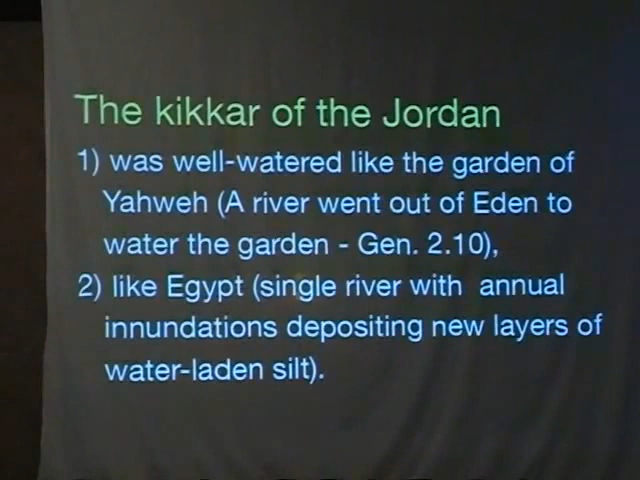 The kikkar of the Jordan
1) was well-watered like the garden of
Yahweh (A river went out of Eden to
water the garden - Gen. 2.10),
2) like Egypt (single river with annual
innundations depositing new layers of
water-laden silt).